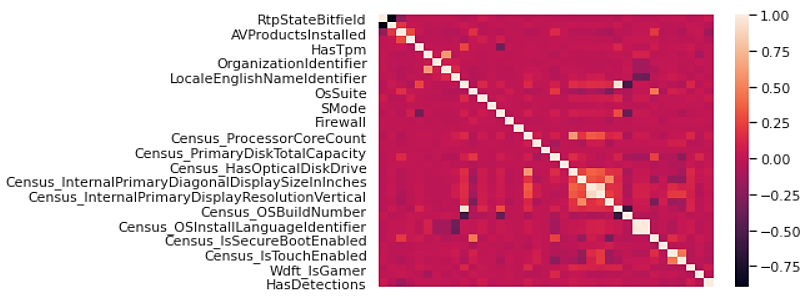 RtpStateBitfield
AVProductsInstalled
HasTpm
OrganizationIdentifier
LocaleEnglishNameIdentifier
OsSuite
SMode
Firewall
Census_ProcessorCoreCount
Census_PrimaryDiskTotalCapacity
Census_HasOpticalDiskDrive
Census_InternalPrimaryDiagonalDisplaySizeInInches
Census_InternalPrimaryDisplayResolutionVertical
Census_OSBuildNumber
Census_OSInstallLanguageIdentifier
Census_IsSecureBootEnabled
Census_IsTouchEnabled
Wdft_IsGamer
HasDetections
1.00
0.75
0.50
0.25
0.00
−0.25
−0.50
−0.75